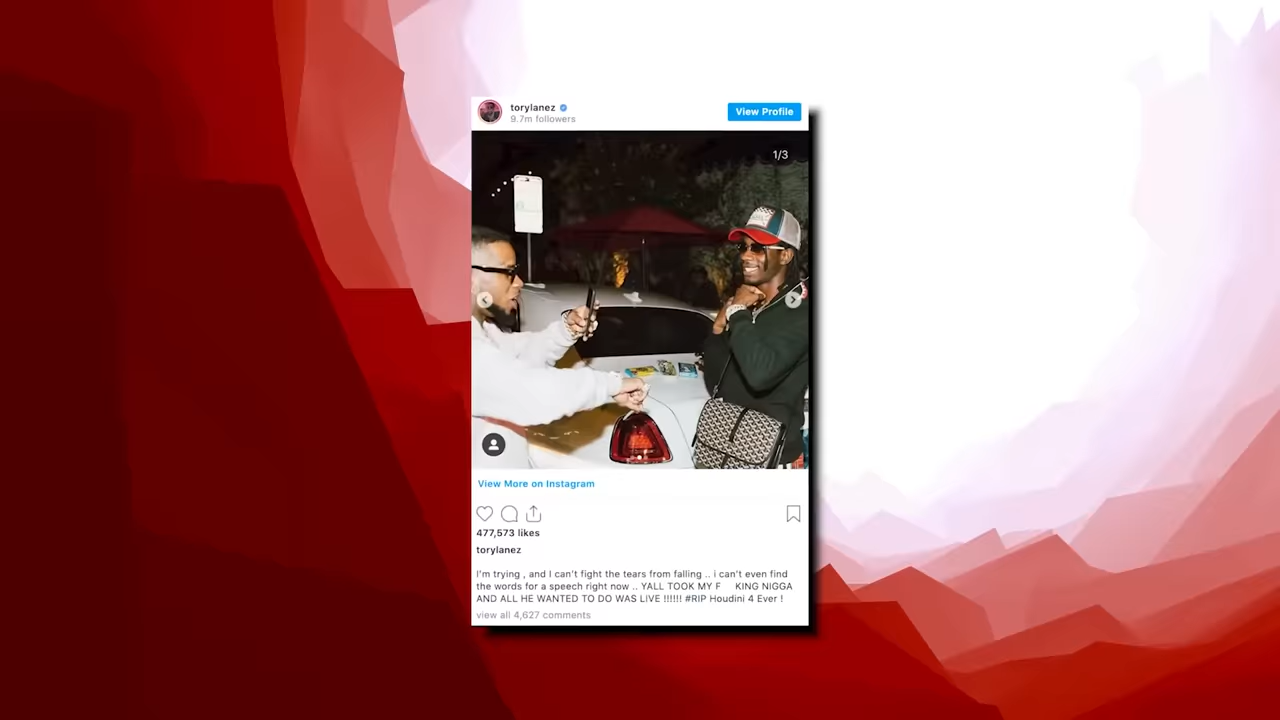 torylanez
9.7m followers
View Profile
1/3
View More on Instagram
477,573 likes
torylanez
I'm trying , and I can't fight the tears from falling .. i can't even find
the words for a speech right now .. YALL TOOK MY F KING NIGGA
AND ALL HE WANTED TO DO WAS LIVE !!!!!! #RIP Houdini 4 Ever !
view all 4,627 comments